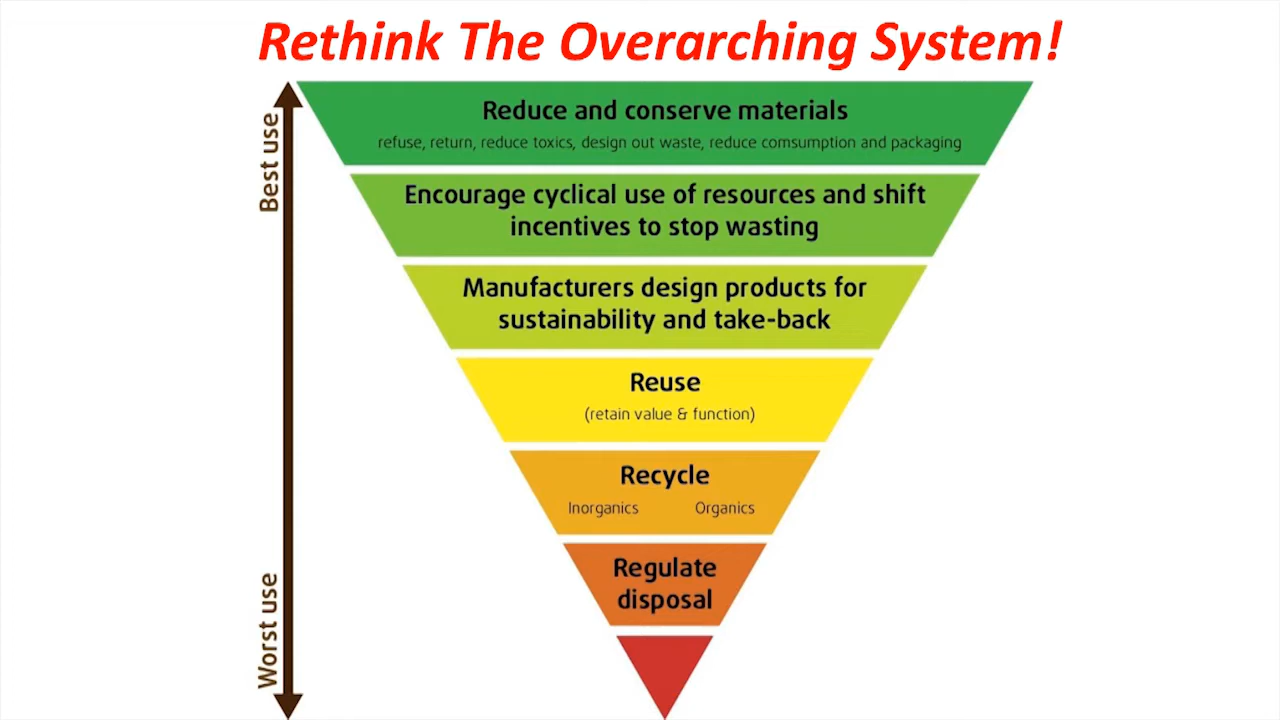 Rethink The Overarching System!
Best use
Reduce and conserve materials
refuse, return, reduce toxics, design out waste, reduce comsumption and packaging
Encourage cyclical use of resources and shift
incentives to stop wasting
Manufacturers design products for
sustainability and take-back
Reuse
(retain value & function)
Recycle
Inorganics Organics
Regulate
disposal
Worst use